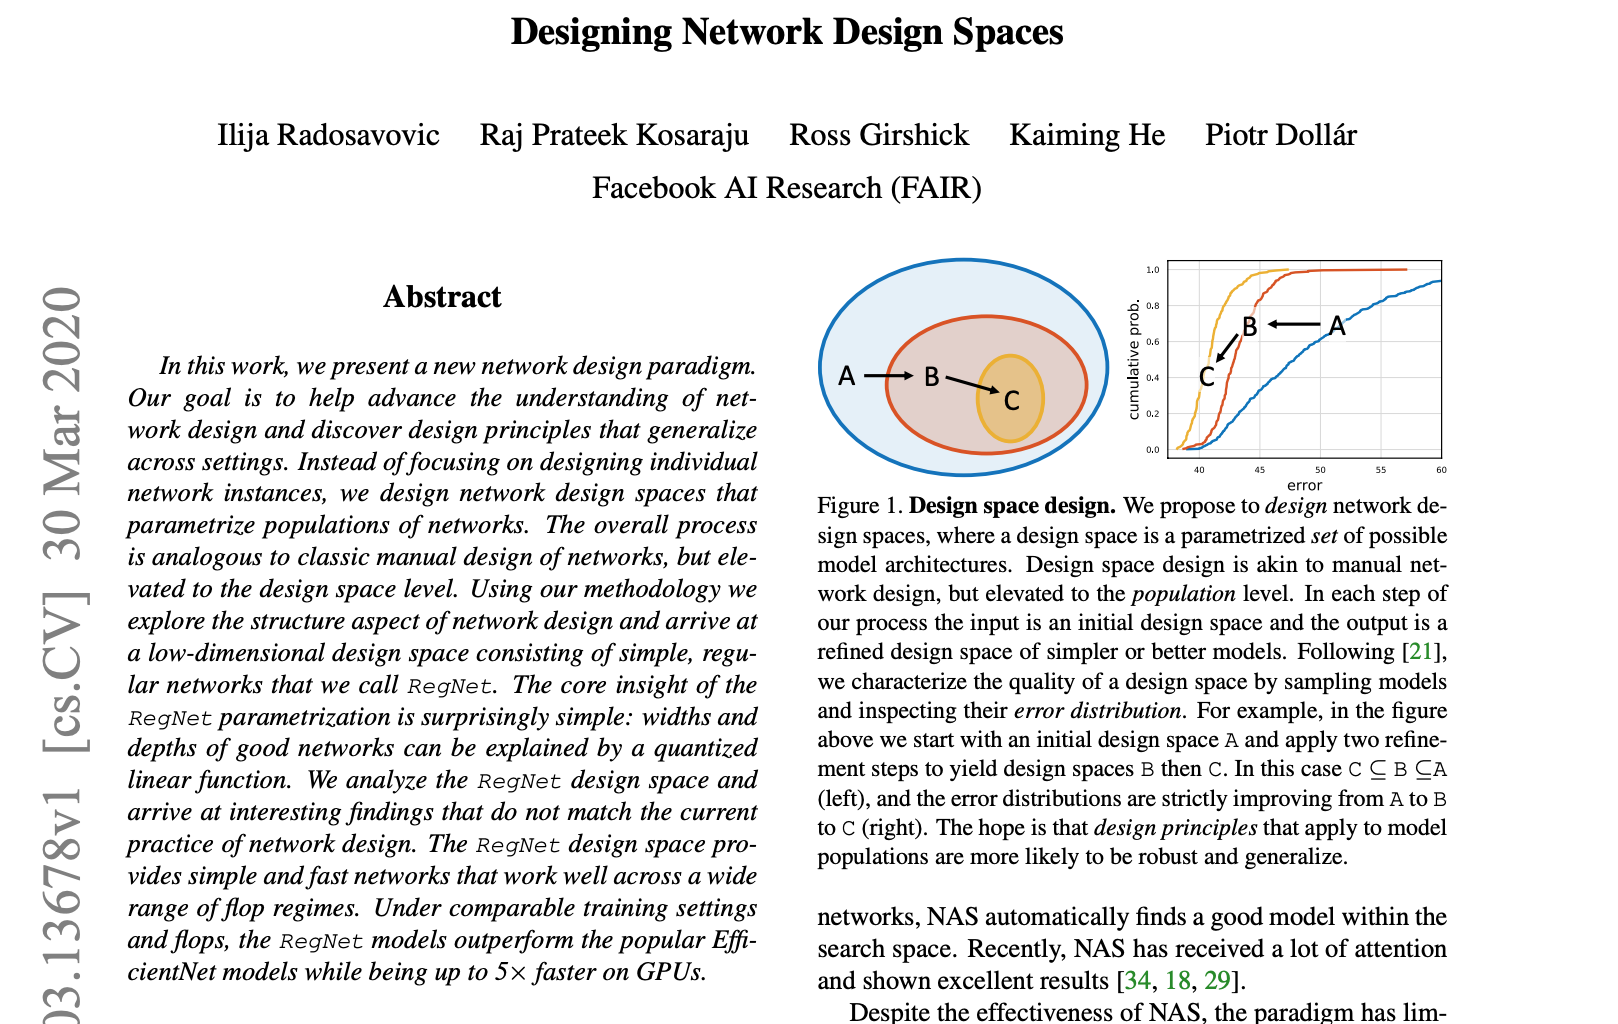 Designing Network Design Spaces
Ilija Radosavovic Raj Prateek Kosaraju Ross Girshick Kaiming He Piotr Dollár
Facebook AI Research (FAIR)
03.13678v1 [cs.CV] 30 Mar 2020
Abstract
In this work, we present a new network design paradigm.
Our goal is to help advance the understanding of net-
work design and discover design principles that generalize
across settings. Instead of focusing on designing individual
network instances, we design network design spaces that
parametrize populations of networks. The overall process
is analogous to classic manual design of networks, but ele-
vated to the design space level. Using our methodology we
explore the structure aspect of network design and arrive at
a low-dimensional design space consisting of simple, regu-
lar networks that we call RegNet. The core insight of the
RegNet parametrization is surprisingly simple: widths and
depths of good networks can be explained by a quantized
linear function. We analyze the RegNet design space and
arrive at interesting findings that do not match the current
practice of network design. The RegNet design space pro-
vides simple and fast networks that work well across a wide
range of flop regimes. Under comparable training settings
and flops, the RegNet models outperform the popular Effi-
cientNet models while being up to 5× faster on GPUs.
A B C
cumulative prob.
1.0
0.8
0.6
0.4
0.2
0.0
B A
C
40 45 50 55 60
error
Figure 1. Design space design. We propose to design network de-
sign spaces, where a design space is a parametrized set of possible
model architectures. Design space design is akin to manual net-
work design, but elevated to the population level. In each step of
our process the input is an initial design space and the output is a
refined design space of simpler or better models. Following [21],
we characterize the quality of a design space by sampling models
and inspecting their error distribution. For example, in the figure
above we start with an initial design space A and apply two refine-
ment steps to yield design spaces B then C. In this case C ⊆ B ⊆A
(left), and the error distributions are strictly improving from A to B
to C (right). The hope is that design principles that apply to model
populations are more likely to be robust and generalize.
networks, NAS automatically finds a good model within the
search space. Recently, NAS has received a lot of attention
and shown excellent results [34, 18, 29].
Despite the effectiveness of NAS, the paradigm has lim-